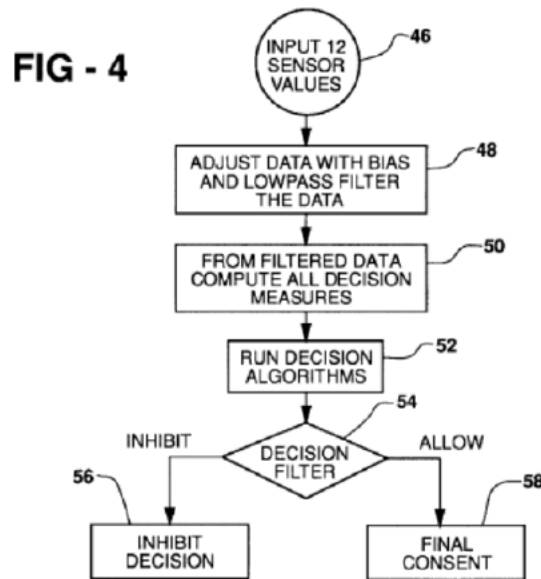 FIG - 4
INPUT 12
SENSOR
VALUES
46
ADJUST DATA WITH BIAS
AND LOWPASS FILTER
THE DATA
48
FROM FILTERED DATA
COMPUTE ALL DECISION
MEASURES
50
RUN DECISION
ALGORITHMS
52
DECISION
FILTER
54
INHIBIT
ALLOW
56
INHIBIT
DECISION
58
FINAL
CONSENT